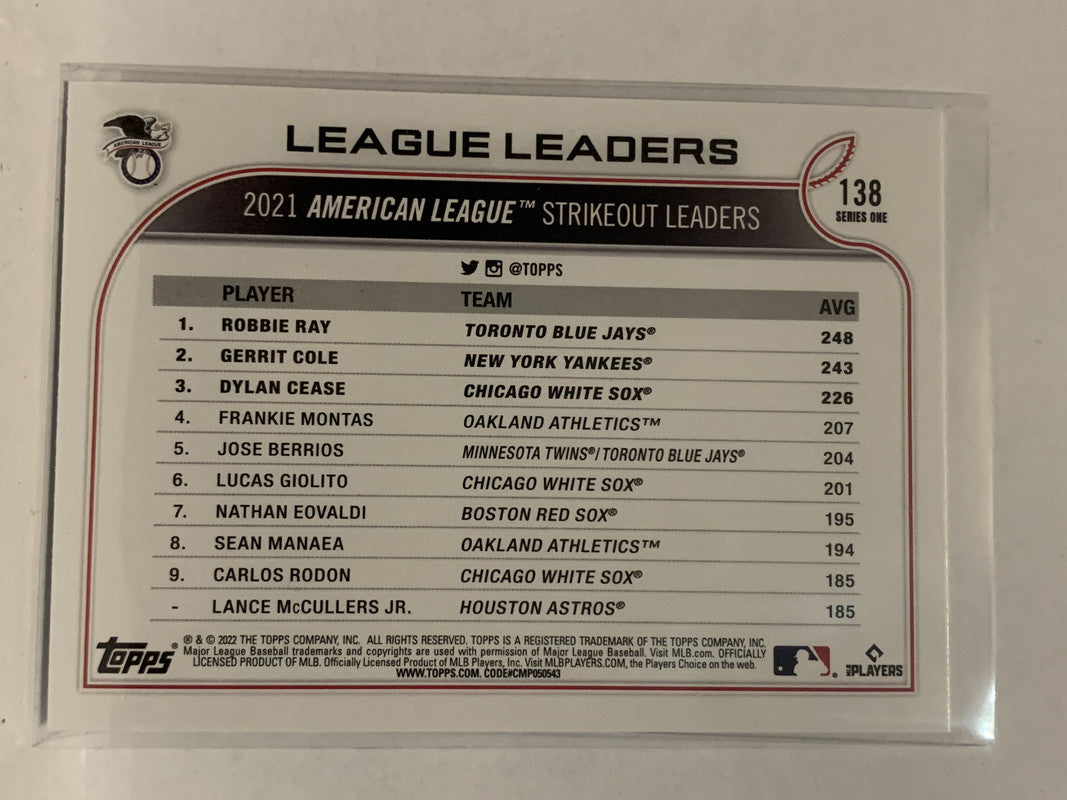 AMERICAN LEAGUE
LEAGUE LEADERS
138
SERIES ONE
2021 AMERICAN LEAGUE™ STRIKEOUT LEADERS
@TOPPS
PLAYER TEAM AVG
1. ROBBIE RAY TORONTO BLUE JAYS® 248
2. GERRIT COLE NEW YORK YANKEES® 243
3. DYLAN CEASE CHICAGO WHITE SOX® 226
4. FRANKIE MONTAS OAKLAND ATHLETICS™ 207
5. JOSE BERRIOS MINNESOTA TWINS®/TORONTO BLUE JAYS® 204
6. LUCAS GIOLITO CHICAGO WHITE SOX® 201
7. NATHAN EOVALDI BOSTON RED SOX® 195
8. SEAN MANAEA OAKLAND ATHLETICS™ 194
9. CARLOS RODON CHICAGO WHITE SOX® 185
- LANCE McCULLERS JR. HOUSTON ASTROS® 185
topps®
® & © 2022 THE TOPPS COMPANY, INC. ALL RIGHTS RESERVED. TOPPS IS A REGISTERED TRADEMARK OF THE TOPPS COMPANY, INC.
Major League Baseball trademarks and copyrights are used with permission of Major League Baseball. Visit MLB.com. OFFICIALLY
LICENSED PRODUCT OF MLB. Officially Licensed Product of MLB Players, Inc. Visit MLBPLAYERS.COM, the Players Choice on the web.
WWW.TOPPS.COM. CODE#CMP050543
MLB PLAYERS